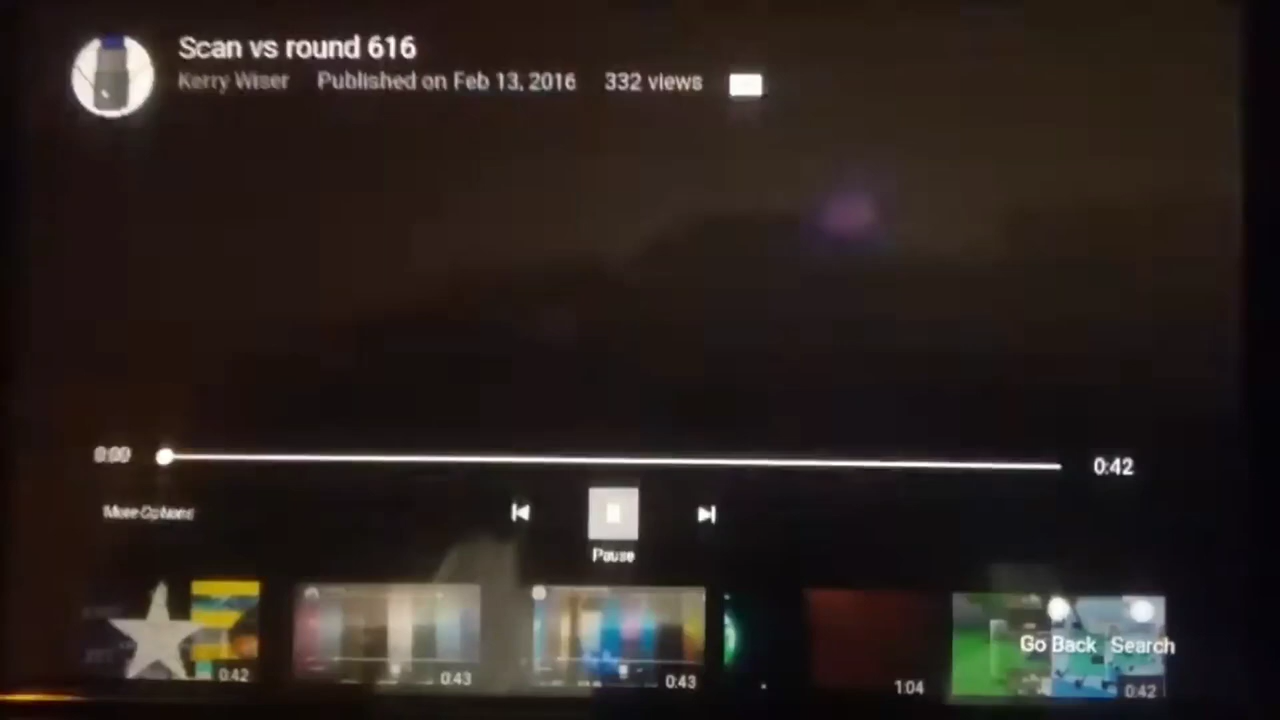 Scan vs round 616
Kerry Wiser Published on Feb 13, 2016 332 views
0:00 0:42
More Options
Pause
Go Back Search
0:42 0:43 0:43 1:04 0:42